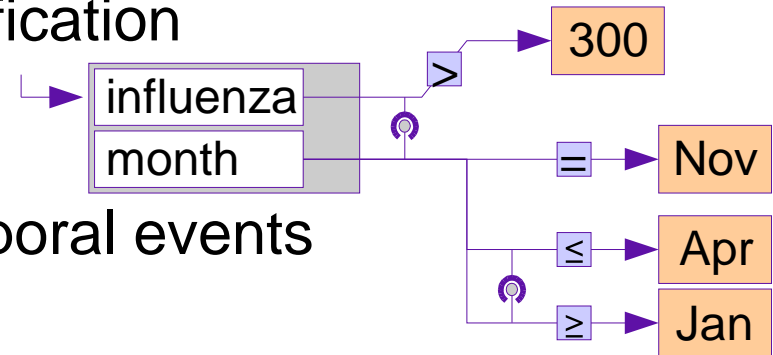 fication
300
>
influenza
month
=
Nov
poral events
≤
Apr
≥
Jan